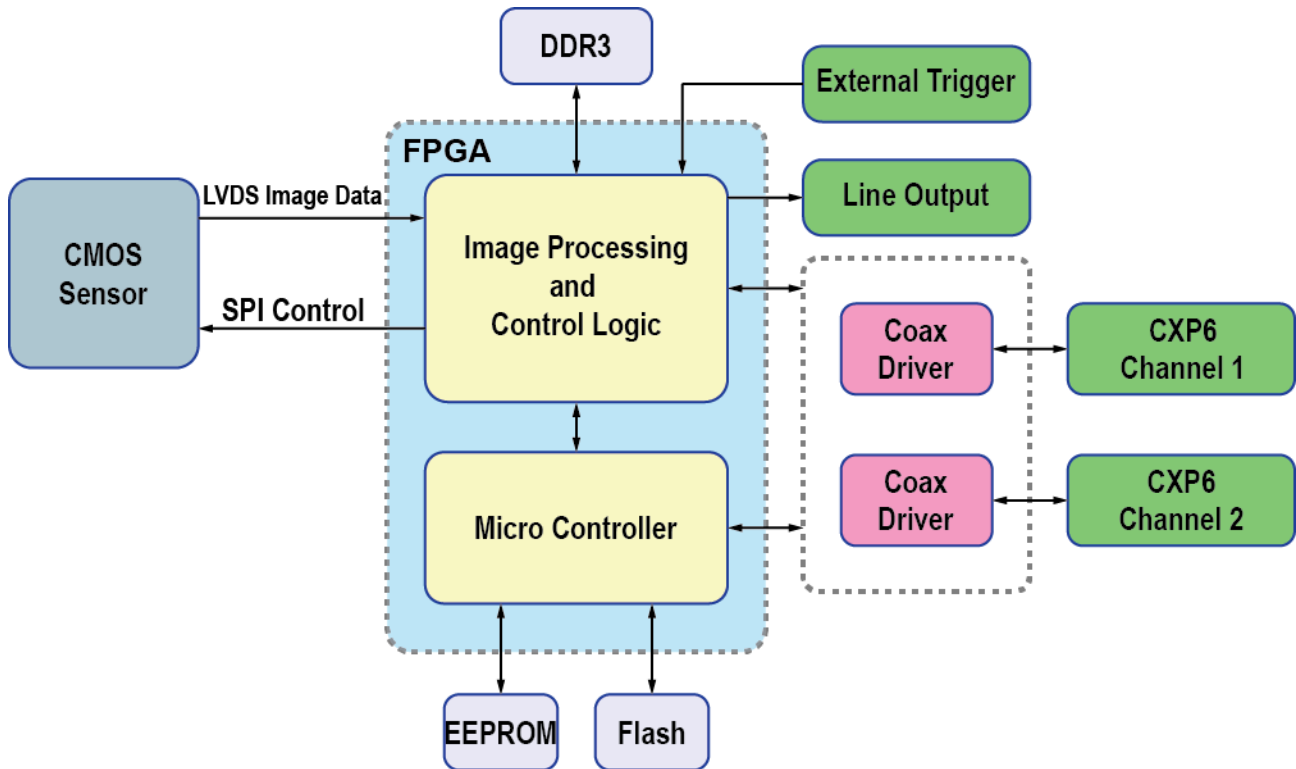 DDR3
External Trigger
FPGA
LVDS Image Data
Line Output
CMOS
Sensor
Image Processing
and
Control Logic
SPI Control
Coax
Driver
CXP6
Channel 1
Micro Controller
Coax
Driver
CXP6
Channel 2
EEPROM
Flash